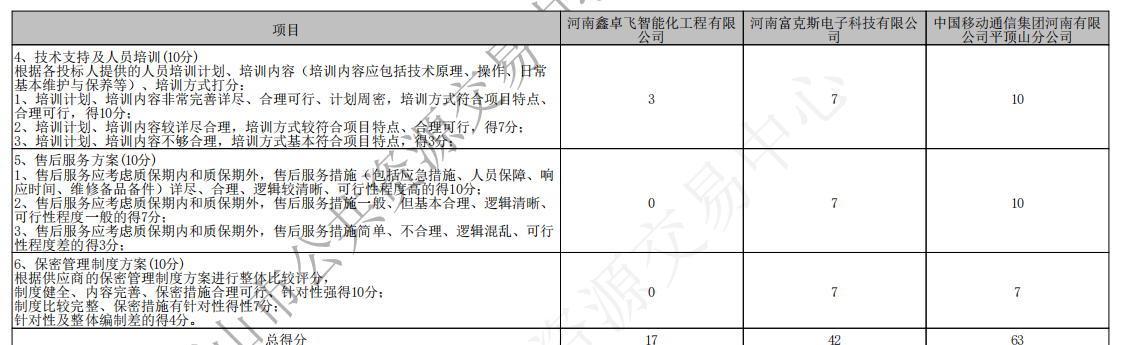 项目
河南鑫卓飞智能化工程有限
公司
河南富克斯电子科技有限公
司
中国移动通信集团河南有限
公司平顶山分公司
4、技术支持及人员培训(10分)
根据各投标人提供的人员培训计划、培训内容（培训内容应包括技术原理、操作、日常
基本维护与保养等）、培训方式打分；
1、培训计划、培训内容非常完善详尽、合理可行、计划周密，培训方式符合项目特点、
合理可行，得10分；
2、培训计划、培训内容较详尽合理，培训方式较符合项目特点、合理可行，得7分；
3、培训计划、培训内容不够合理，培训方式基本符合项目特点，得3分；
3
7
10
5、售后服务方案(10分)
1、售后服务应考虑质保期内和质保期外，售后服务措施（包括应急措施、人员保障、响
应时间、维修备品备件）详尽、合理、逻辑较清晰、可行性程度高的得10分；
2、售后服务应考虑质保期内和质保期外，售后服务措施一般、但基本合理、逻辑清晰、
可行性程度一般的得7分；
3、售后服务应考虑质保期内和质保期外，售后服务措施简单、不合理、逻辑混乱、可行
性程度差的得3分；
0
7
10
6、保密管理制度方案(10分)
根据供应商的保密管理制度方案进行整体比较评分，
制度健全、内容完善、保密措施合理可行、针对性强得10分；
制度比较完整、保密措施有针对性得性7分；
针对性及整体编制差的得4分。
0
7
7
总得分
17
42
63
山市公共资源交易中
资源交易中心